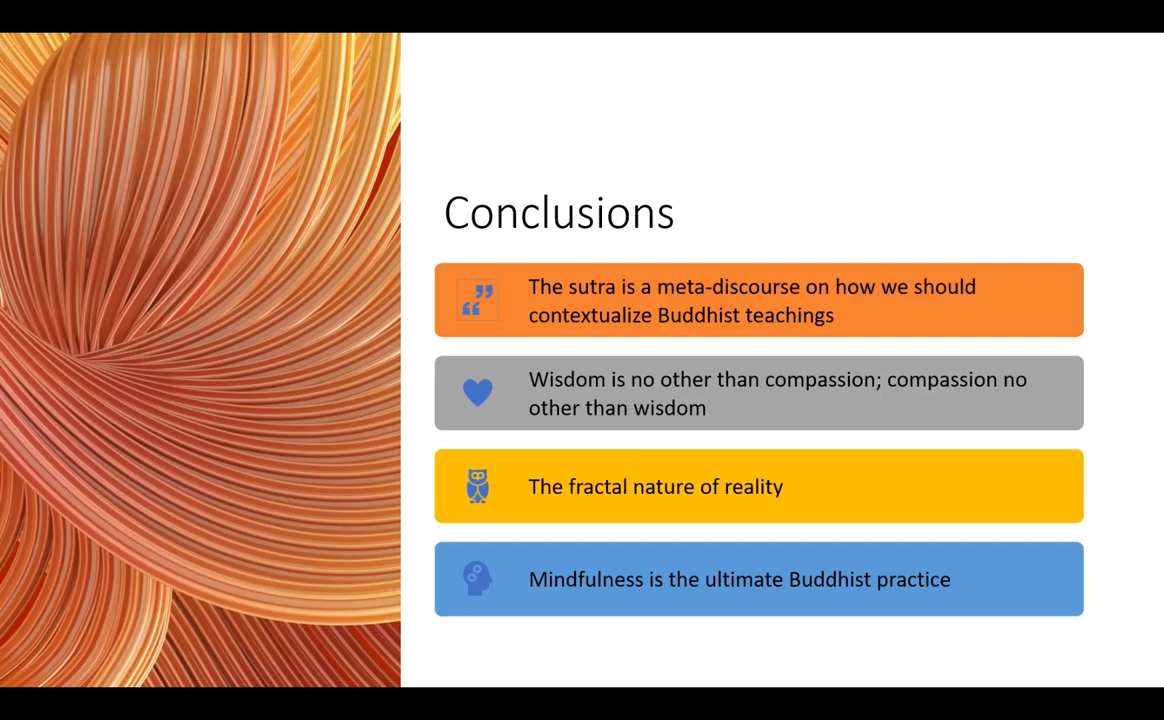 Conclusions
The sutra is a meta-discourse on how we should
contextualize Buddhist teachings
Wisdom is no other than compassion; compassion no
other than wisdom
The fractal nature of reality
Mindfulness is the ultimate Buddhist practice